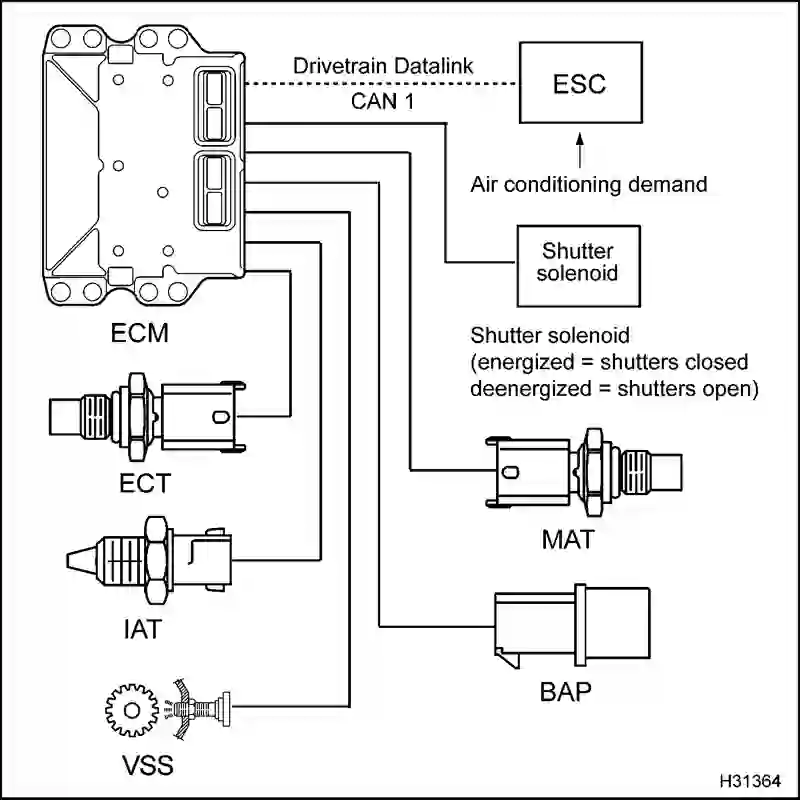 Drivetrain Datalink
CAN 1
ESC
Air conditioning demand
Shutter
solenoid
ECM
Shutter solenoid
(energized = shutters closed
deenergized = shutters open)
ECT
MAT
IAT
BAP
VSS
H31364